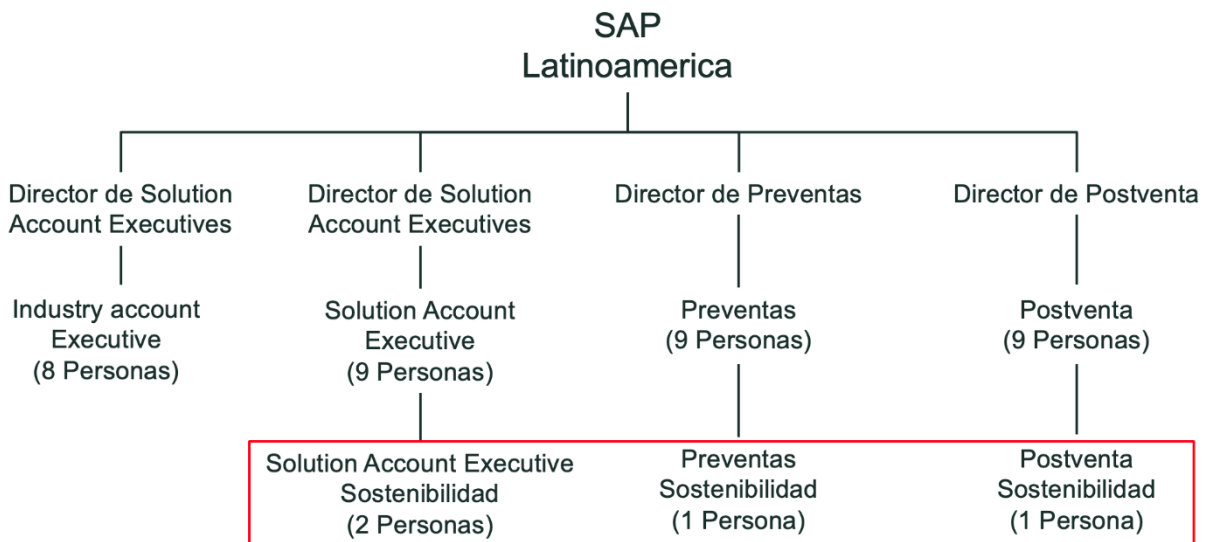 SAP
Latinoamerica
Director de Solution
Account Executives
Director de Solution
Account Executives
Director de Preventas
Director de Postventa
Industry account
Executive
(8 Personas)
Solution Account
Executive
(9 Personas)
Preventas
(9 Personas)
Postventa
(9 Personas)
Solution Account Executive
Sostenibilidad
(2 Personas)
Preventas
Sostenibilidad
(1 Persona)
Postventa
Sostenibilidad
(1 Persona)